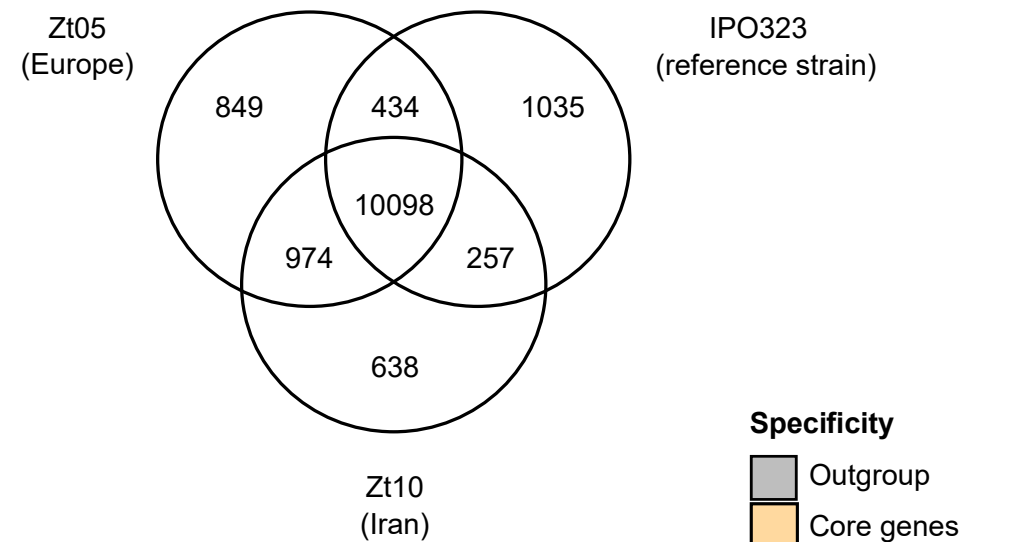 Zt05
(Europe)
IPO323
(reference strain)
849
434
1035
10098
974
257
638
Zt10
(Iran)
Specificity
Outgroup
Core genes